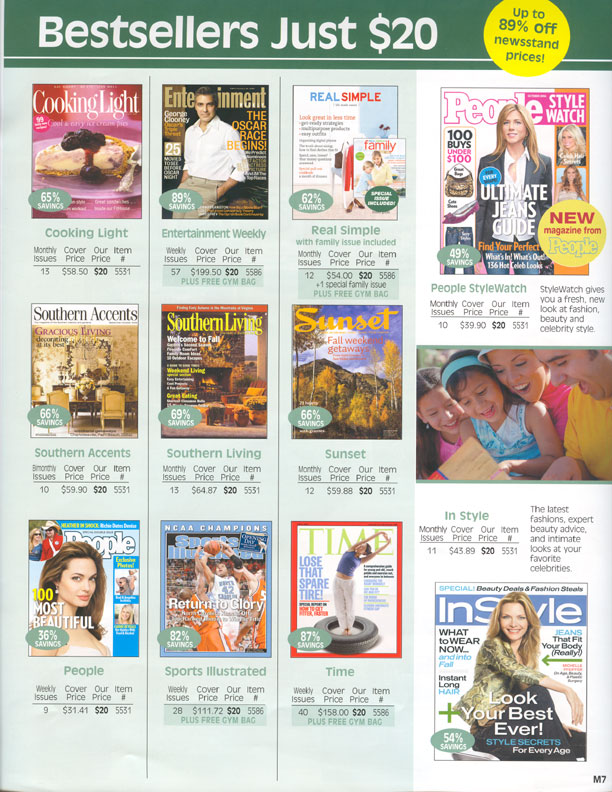 Bestsellers Just $20
Up to
89% off
newsstand
prices!
Cooking Light
65%
SAVINGS
Cooking Light
Monthly Cover Our Item
Issues Price Price #
13 $58.50 $20 5531
Entertainment
George
Clooney
THE
OSCAR
RACE
BEGINS!
25
MOVIES
TO SEE
BEFORE
OSCAR
NIGHT
89%
SAVINGS
Entertainment Weekly
Weekly Cover Our Item
Issues Price Price #
57 $199.50 $20 5586
PLUS FREE GYM BAG
REAL SIMPLE
Look great in less time
family
SPECIAL
ISSUE
INCLUDED!
62%
SAVINGS
Real Simple
with family issue included
Monthly Cover Our Item
Issues Price Price #
12 $54.00 $20 5586
+1 special family issue
PLUS FREE GYM BAG
People STYLE
WATCH
100
BUYS
UNDER
$100
EVERY
ULTIMATE
JEANS
GUIDE
Find Your Perfect
What's In! What's Out!
136 Hot Celeb Looks
49%
SAVINGS
NEW
magazine from
People
People StyleWatch
Monthly Cover Our Item
Issues Price Price #
10 $39.90 $20 5531
StyleWatch gives
you a fresh, new
look at fashion,
beauty and
celebrity style.
Southern Accents
GRACIOUS LIVING
decorating
at its best
66%
SAVINGS
Southern Accents
Bimonthly Cover Our Item
Issues Price Price #
10 $59.90 $20 5531
Southern Living
Welcome to Fall
Weekend Living
Great Eating
69%
SAVINGS
Southern Living
Monthly Cover Our Item
Issues Price Price #
13 $64.87 $20 5531
Sunset
Fall weekend
getaways
66%
SAVINGS
Sunset
Monthly Cover Our Item
Issues Price Price #
12 $59.88 $20 5531
In Style
Monthly Cover Our Item
Issues Price Price #
11 $43.89 $20 5531
The latest
fashions, expert
beauty advice,
and intimate
looks at your
favorite
celebrities.
WEATHER IN SHOCK
People
Exclusive
Photos!
100
MOST
BEAUTIFUL
36%
SAVINGS
People
Weekly Cover Our Item
Issues Price Price #
9 $31.41 $20 5531
NCAA CHAMPIONS
Sports Illustrated
Return to Glory
82%
SAVINGS
Sports Illustrated
Weekly Cover Our Item
Issues Price Price #
28 $111.72 $20 5586
PLUS FREE GYM BAG
TIME
LOSE
THAT
SPARE
TIRE!
87%
SAVINGS
Time
Weekly Cover Our Item
Issues Price Price #
40 $158.00 $20 5586
PLUS FREE GYM BAG
SPECIAL! Beauty Deals & Fashion Steals
InStyle
WHAT
to WEAR
NOW...
and into
Fall
Instant
Long
HAIR
JEANS
That Fit
Your Body
(Really!)
MICHELLE
PFEIFFER
On Age, Beauty
& Plastic
Surgery
+ Look
Your Best
Ever!
STYLE SECRETS
For Every Age
54%
SAVINGS
M7